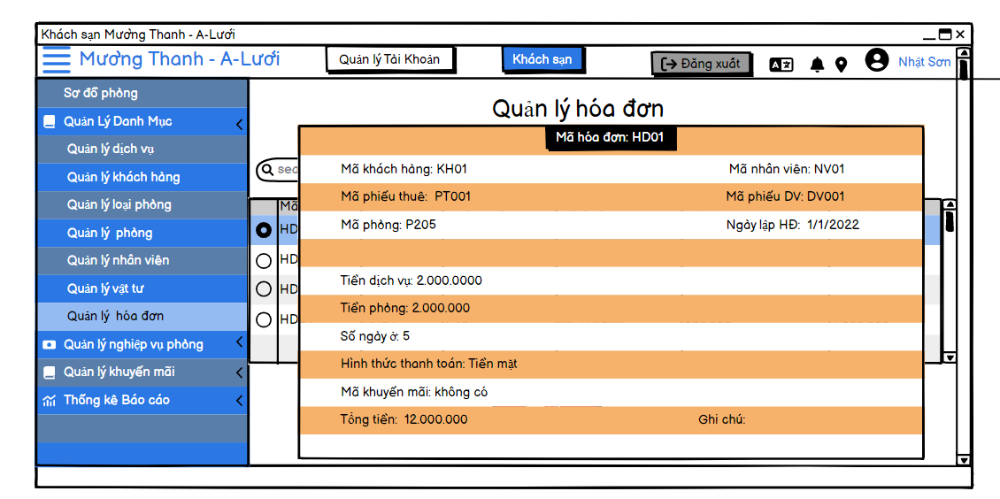 Khách sạn Mường Thanh - A-Lưới
Mường Thanh - A-Lưới
Quản lý Tài Khoản
Khách sạn
Đăng xuất
Nhật Sơn
Sơ đồ phòng
Quản Lý Danh Mục
Quản lý dịch vụ
Quản lý khách hàng
Quản lý loại phòng
Quản lý phòng
Quản lý nhân viên
Quản lý vật tư
Quản lý hóa đơn
Quản lý nghiệp vụ phòng
Quản lý khuyến mãi
Thống kê Báo cáo
Quản lý hóa đơn
sec
Mã
HD
HD
HD
HD
Mã hóa đơn: HD01
Mã khách hàng: KH01 Mã nhân viên: NV01
Mã phiếu thuê: PT001 Mã phiếu DV: DV001
Mã phòng: P205 Ngày lập HĐ: 1/1/2022
Tiền dịch vụ: 2.000.0000
Tiền phòng: 2.000.000
Số ngày ở: 5
Hình thức thanh toán: Tiền mặt
Mã khuyến mãi: không có
Tổng tiền: 12.000.000 Ghi chú: